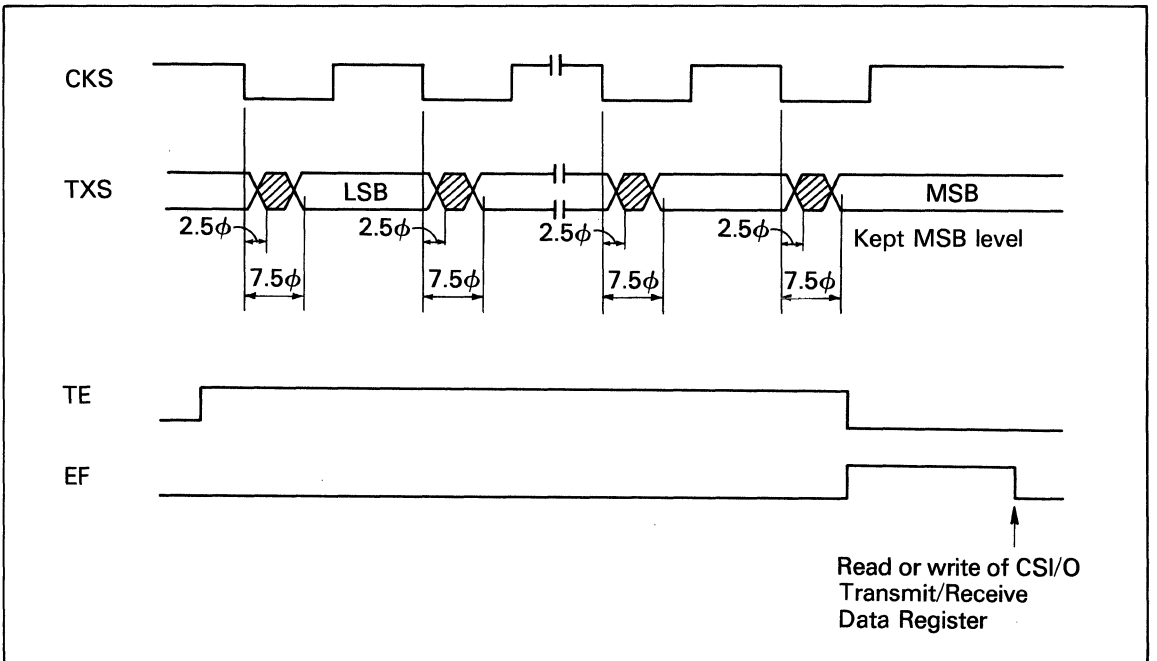 CKS
TXS
LSB
MSB
2.5ϕ
2.5ϕ
2.5ϕ
2.5ϕ
Kept MSB level
7.5ϕ
7.5ϕ
7.5ϕ
7.5ϕ
TE
EF
Read or write of CSI/O
Transmit/Receive
Data Register